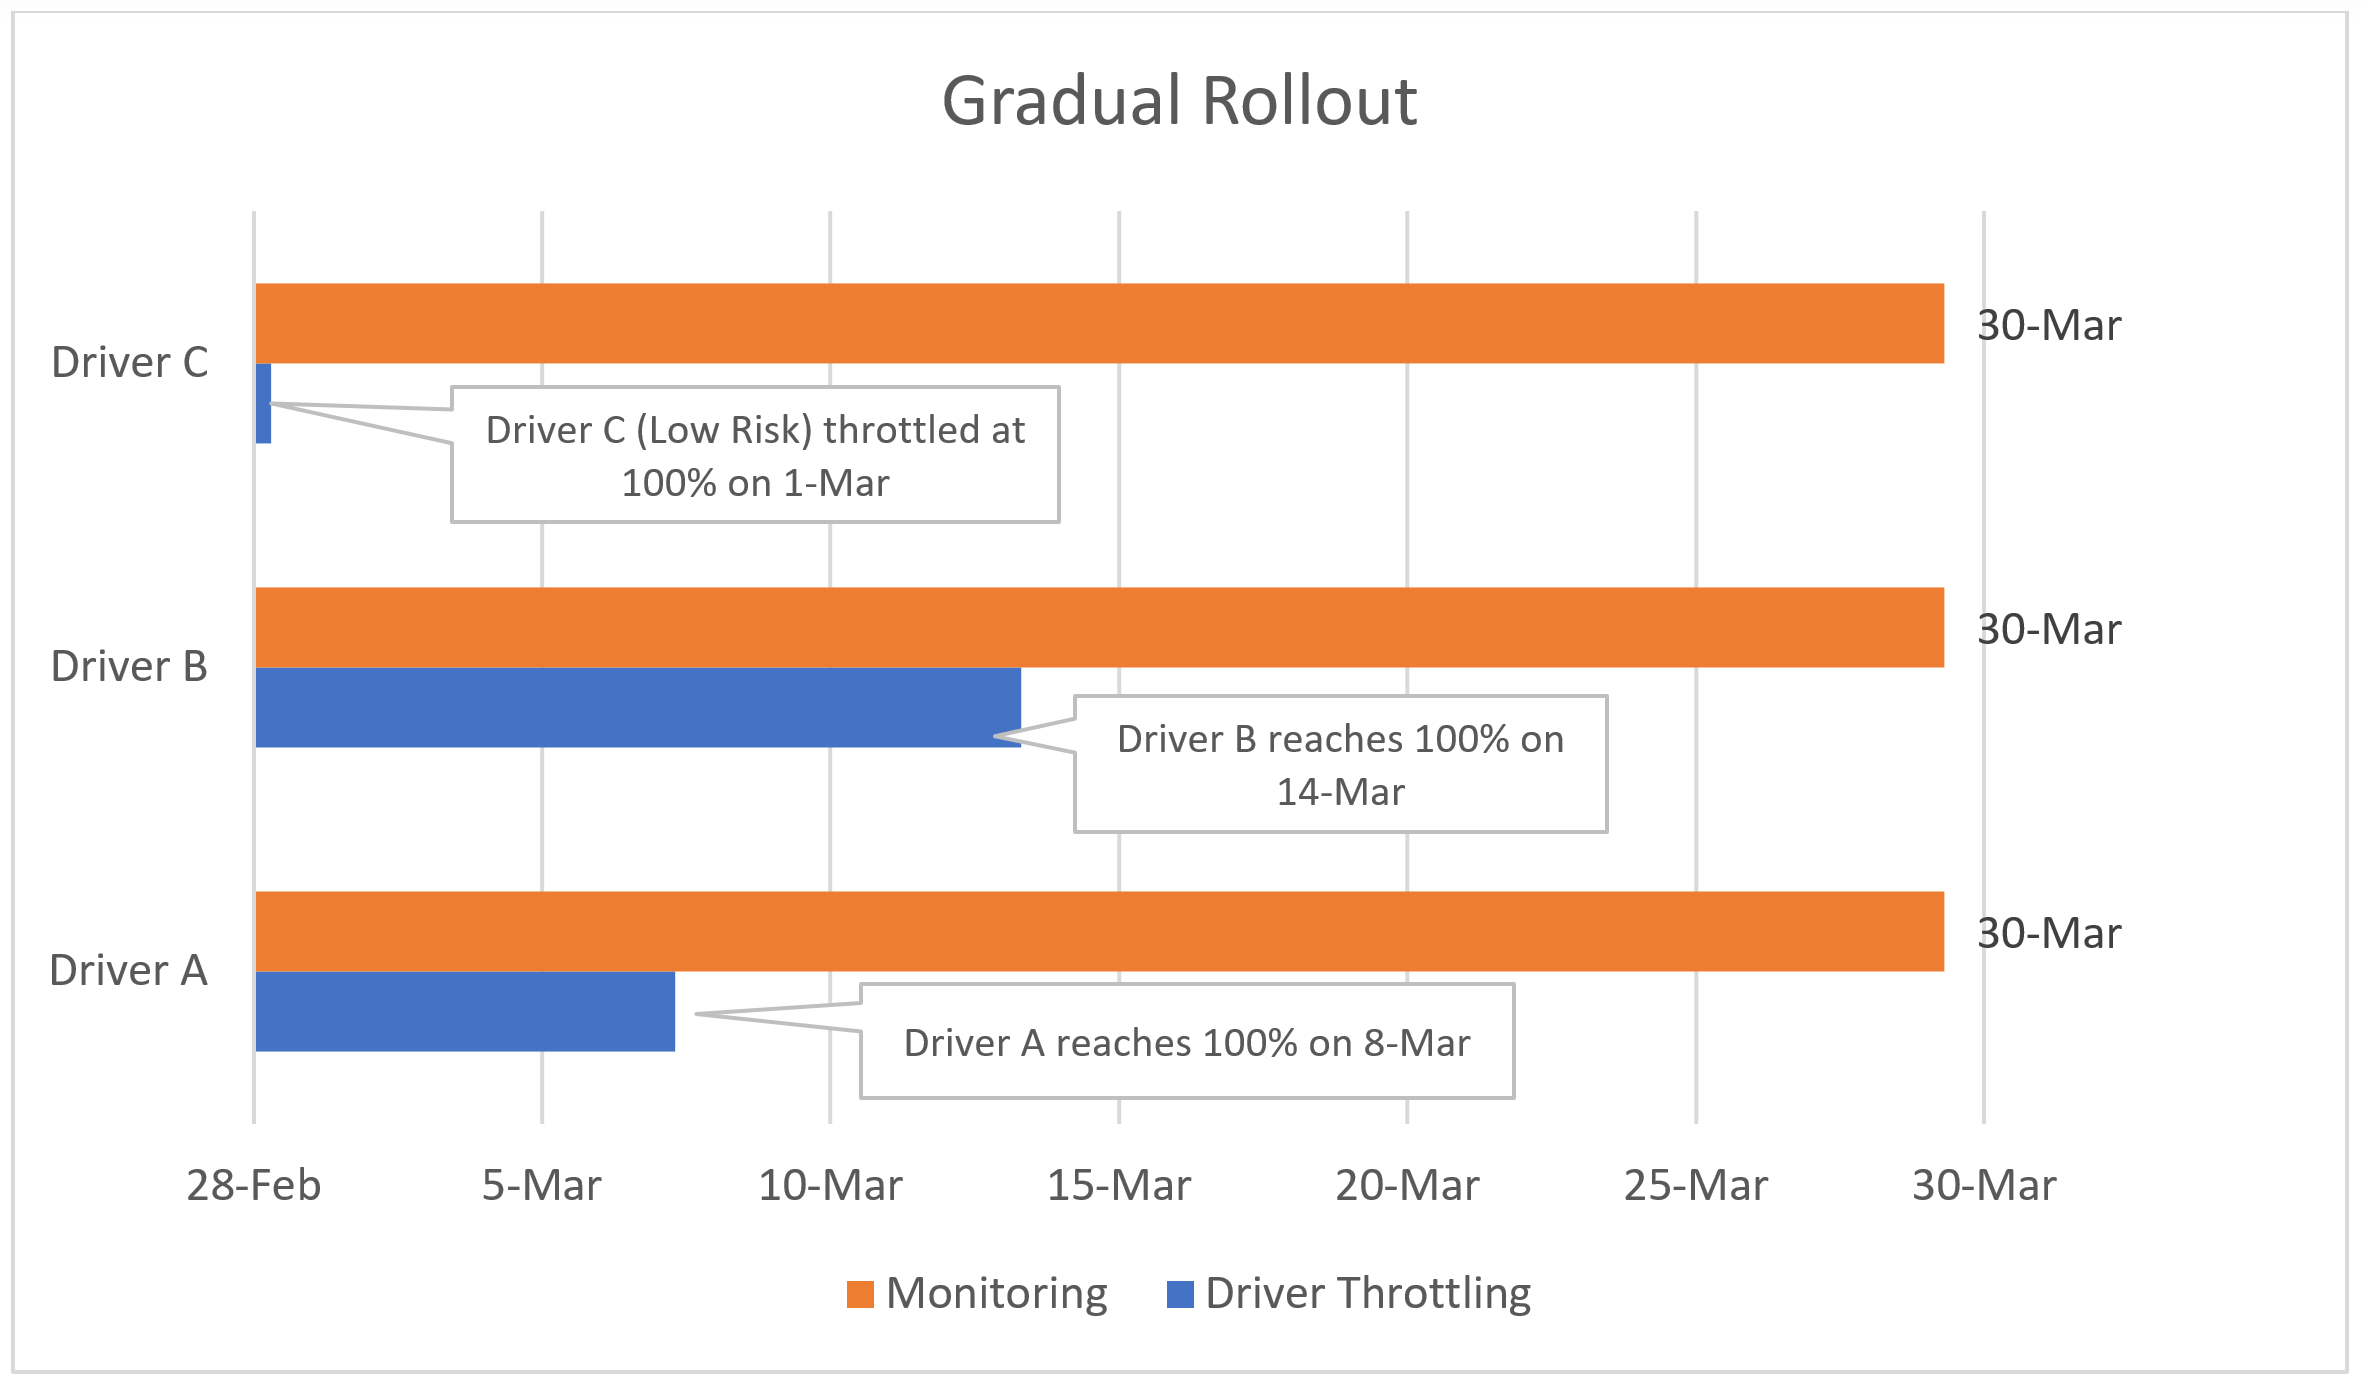 Gradual Rollout
Driver C
30-Mar
Driver C (Low Risk) throttled at
100% on 1-Mar
Driver B
30-Mar
Driver B reaches 100% on
14-Mar
Driver A
30-Mar
Driver A reaches 100% on 8-Mar
28-Feb 5-Mar 10-Mar 15-Mar 20-Mar 25-Mar 30-Mar
Monitoring Driver Throttling